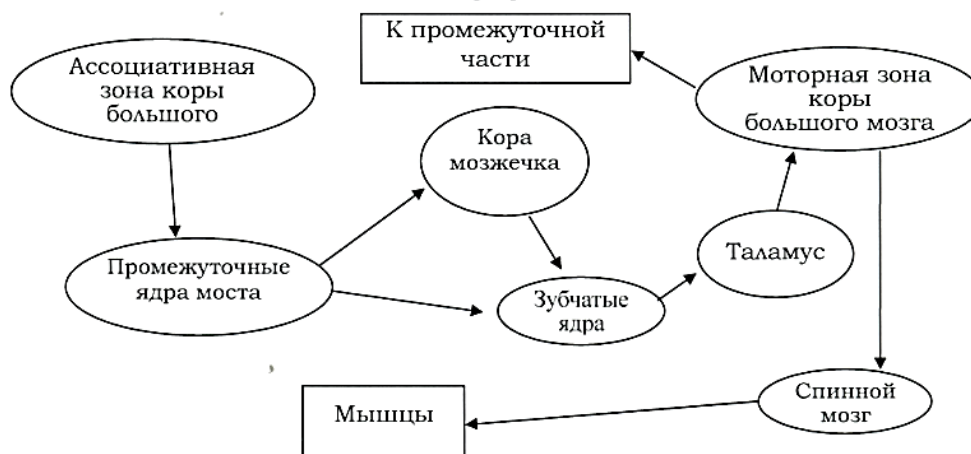 К промежуточной
части
Ассоциативная
зона коры
большого
Моторная зона
коры
большого мозга
Кора
мозжечка
Промежуточные
ядра моста
Зубчатые
ядра
Таламус
Мышцы
Спинной
мозг